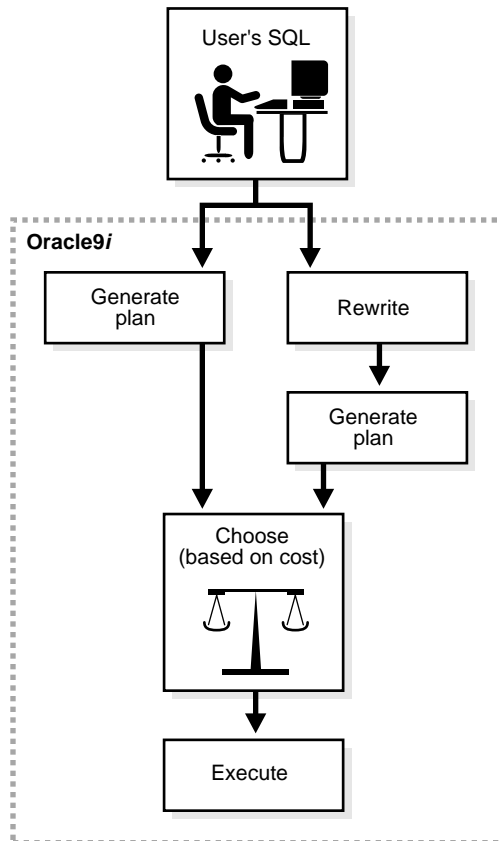 User's SQL
Oracle9i
Generate
plan
Rewrite
Generate
plan
Choose
(based on cost)
Execute